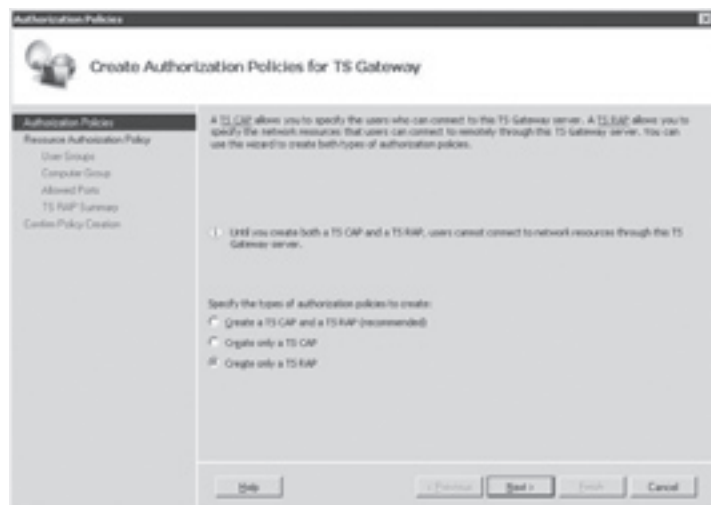 Authorization Policies
Create Authorization Policies for TS Gateway
Authorization Policies
Resource Authorization Policy
User Groups
Computer Group
Allowed Ports
TS RAP Summary
Confirm Policy Creation
A TS CAP allows you to specify the users who can connect to this TS Gateway server. A TS RAP allows you to
specify the network resources that users can connect to remotely through this TS Gateway server. You can
use this wizard to create both types of authorization policies.
Until you create both a TS CAP and a TS RAP, users cannot connect to network resources through this TS
Gateway server.
Specify the types of authorization policies to create:
Create a TS CAP and a TS RAP (recommended)
Create only a TS CAP
Create only a TS RAP
Help
< Previous
Next >
Finish
Cancel